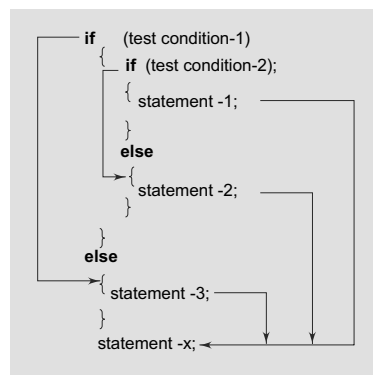 if (test condition-1)
{
if (test condition-2);
{ statement -1;
}
else
{
statement -2;
}
}
else
{ statement -3;
}
statement -x;